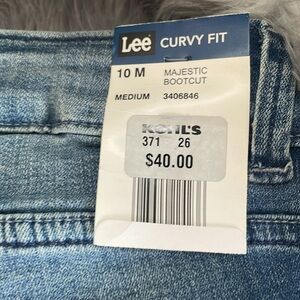 Lee CURVY FIT
10 M MAJESTIC
BOOTCUT
MEDIUM 3406846
KOHL'S
371 26
$40.00